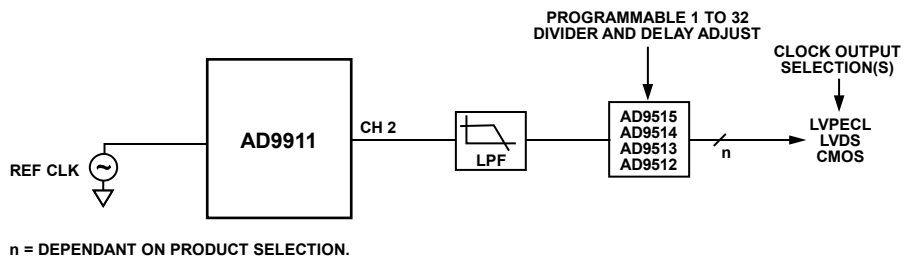 PROGRAMMABLE 1 TO 32
DIVIDER AND DELAY ADJUST
CLOCK OUTPUT
SELECTION(S)
AD9911
CH 2
REF CLK
LPF
AD9515
AD9514
AD9513
AD9512
n
LVPECL
LVDS
CMOS
n = DEPENDANT ON PRODUCT SELECTION.